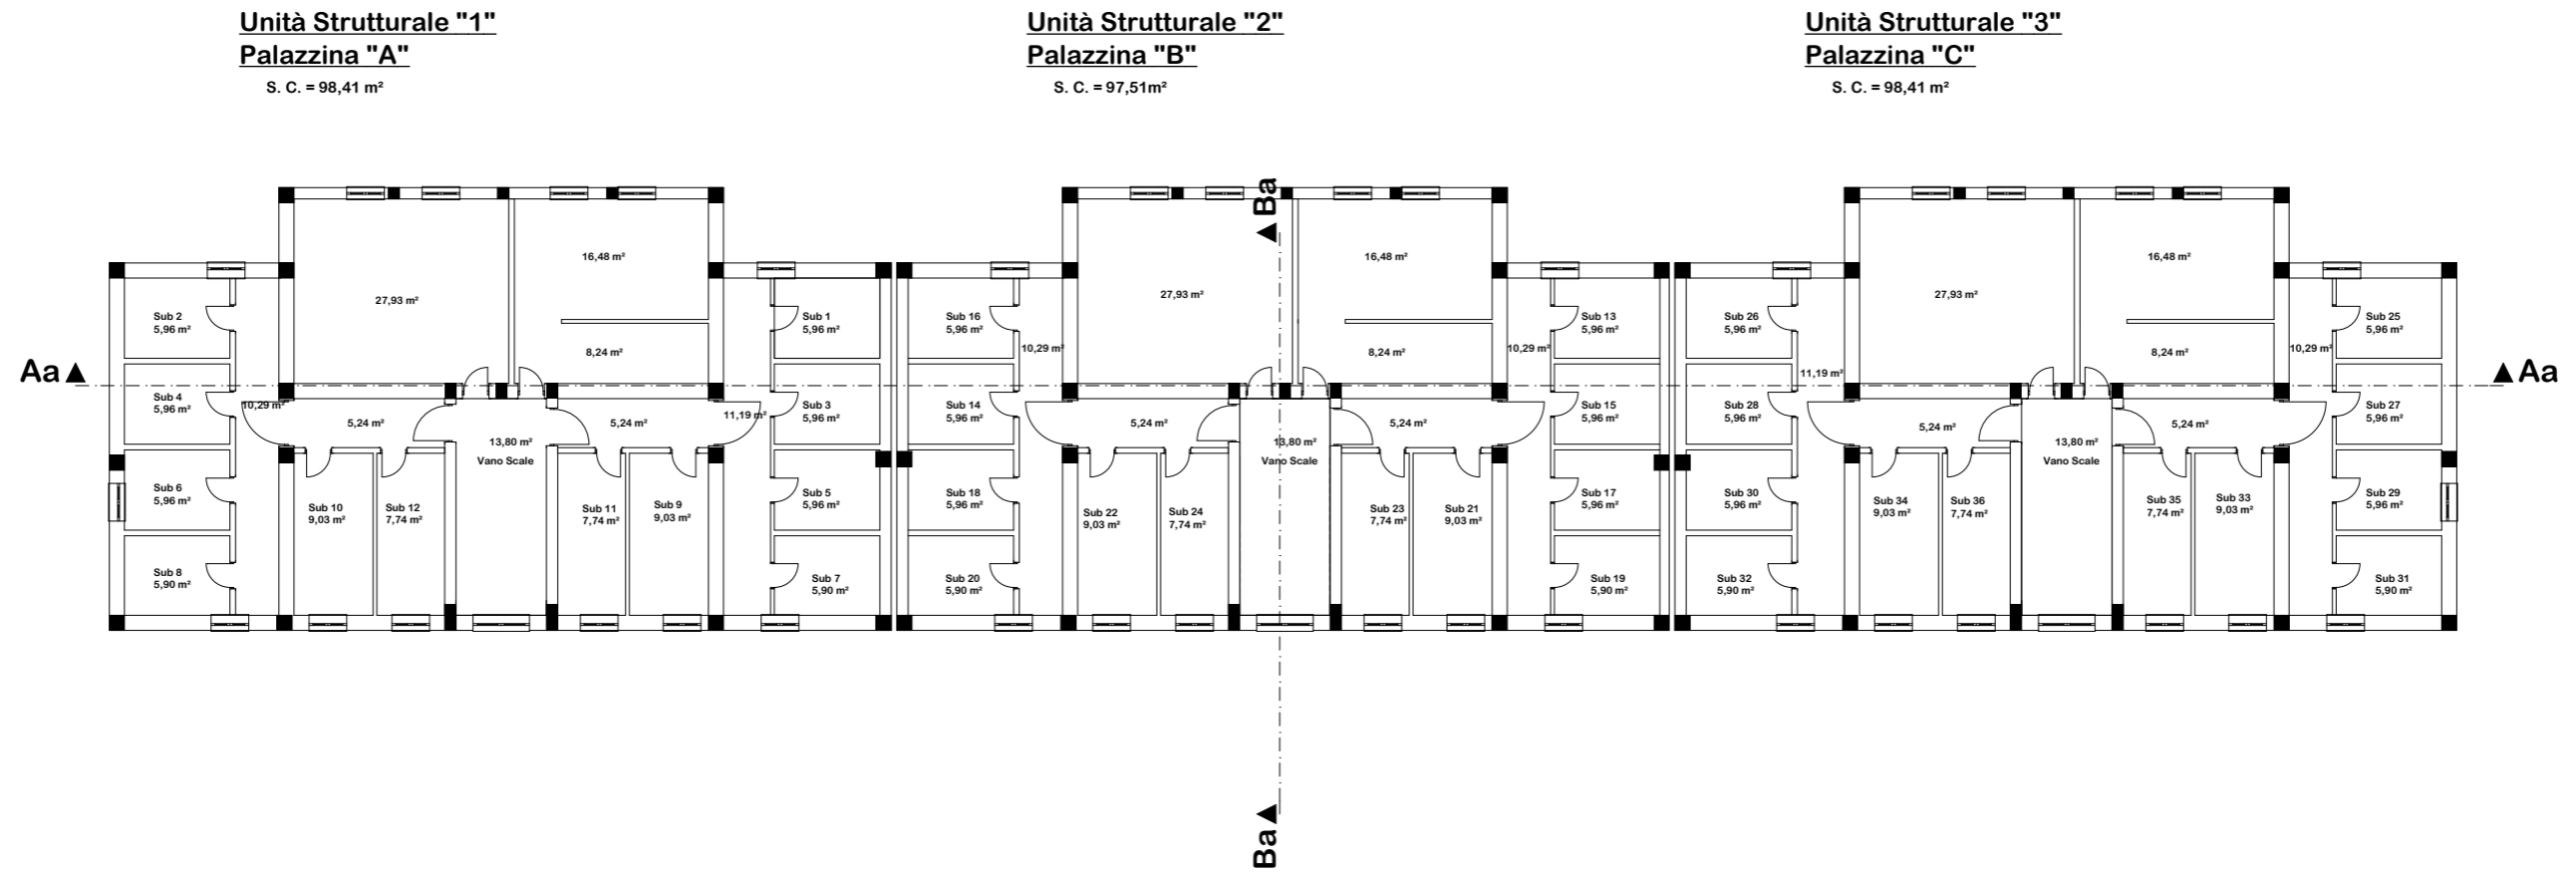 Unità Strutturale "1"
Palazzina "A"
S. C. = 98,41 m²
Unità Strutturale "2"
Palazzina "B"
S. C. = 97,51m²
Unità Strutturale "3"
Palazzina "C"
S. C. = 98,41 m²
Aa
Sub 2
5,96 m²
Sub 4
5,96 m²
Sub 6
5,96 m²
Sub 8
5,90 m²
10,29 m²
27,93 m²
16,48 m²
8,24 m²
5,24 m²
13,80 m²
Vano Scale
5,24 m²
11,19 m²
Sub 10
9,03 m²
Sub 12
7,74 m²
Sub 11
7,74 m²
Sub 9
9,03 m²
Sub 1
5,96 m²
Sub 3
5,96 m²
Sub 5
5,96 m²
Sub 7
5,90 m²
Ba
Sub 16
5,96 m²
Sub 14
5,96 m²
Sub 18
5,96 m²
Sub 20
5,90 m²
10,29 m²
27,93 m²
16,48 m²
8,24 m²
10,29 m²
5,24 m²
13,80 m²
Vano Scale
5,24 m²
Sub 22
9,03 m²
Sub 24
7,74 m²
Sub 23
7,74 m²
Sub 21
9,03 m²
Sub 13
5,96 m²
Sub 15
5,96 m²
Sub 17
5,96 m²
Sub 19
5,90 m²
Ba
Sub 26
5,96 m²
Sub 28
5,96 m²
Sub 30
5,96 m²
Sub 32
5,90 m²
11,19 m²
27,93 m²
16,48 m²
8,24 m²
10,29 m²
5,24 m²
13,80 m²
Vano Scale
5,24 m²
Sub 34
9,03 m²
Sub 36
7,74 m²
Sub 35
7,74 m²
Sub 33
9,03 m²
Sub 25
5,96 m²
Sub 27
5,96 m²
Sub 29
5,96 m²
Sub 31
5,90 m²
Aa